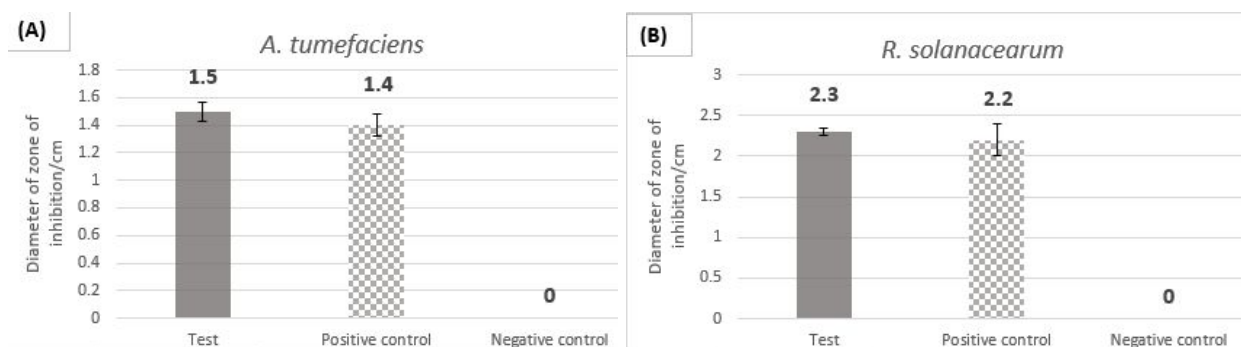 (A)
A. tumefaciens
Diameter of zone of
inhibition/cm
1.8
1.6
1.4
1.2
1
0.8
0.6
0.4
0.2
0
1.5
1.4
0
Test
Positive control
Negative control
(B)
R. solanacearum
Diameter of zone of
inhibition/cm
3
2.5
2
1.5
1
0.5
0
2.3
2.2
0
Test
Positive control
Negative control